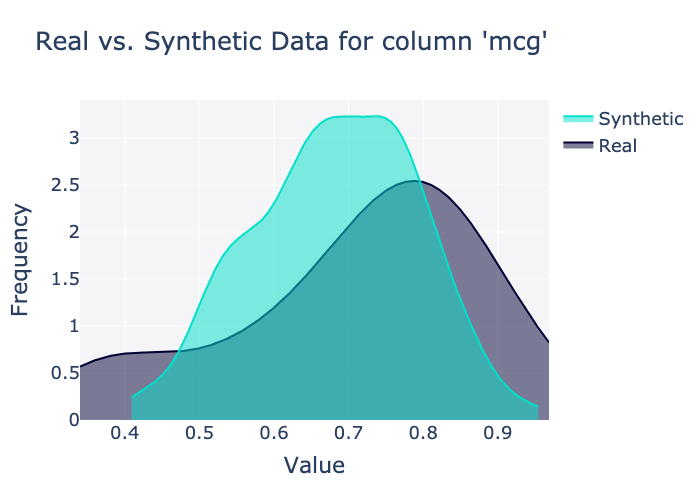 Real vs. Synthetic Data for column 'mcg'
Synthetic
Real
Frequency
3
2.5
2
1.5
1
0.5
0
0.4 0.5 0.6 0.7 0.8 0.9
Value